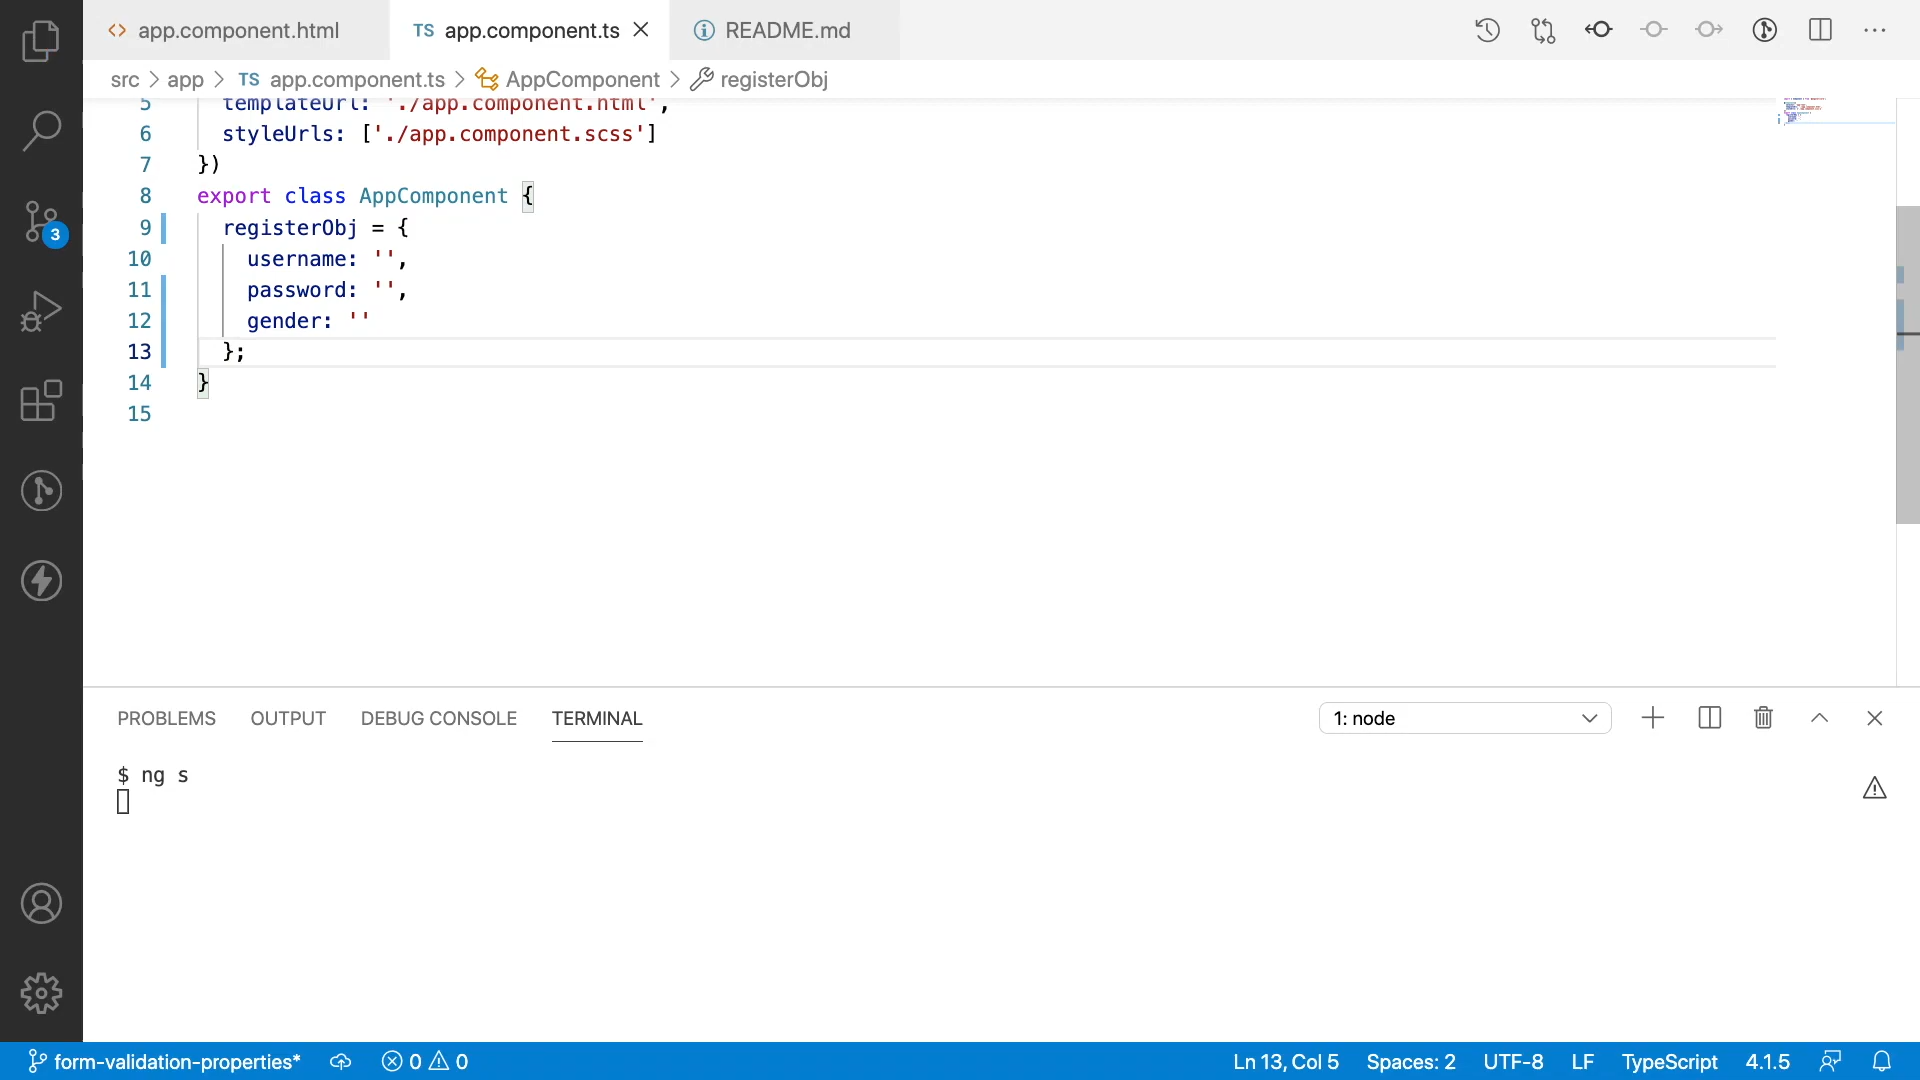 app.component.html
TS app.component.ts
README.md
src > app > TS app.component.ts > AppComponent > registerObj
5 templateUrl: './app.component.html',
6 styleUrls: ['./app.component.scss']
7 })
8 export class AppComponent {
9 registerObj = {
10 username: '',
11 password: '',
12 gender: ''
13 };
14 }
15
3
PROBLEMS OUTPUT DEBUG CONSOLE TERMINAL
1: node
$ ng s
form-validation-properties* 0 0
Ln 13, Col 5 Spaces: 2 UTF-8 LF TypeScript 4.1.5